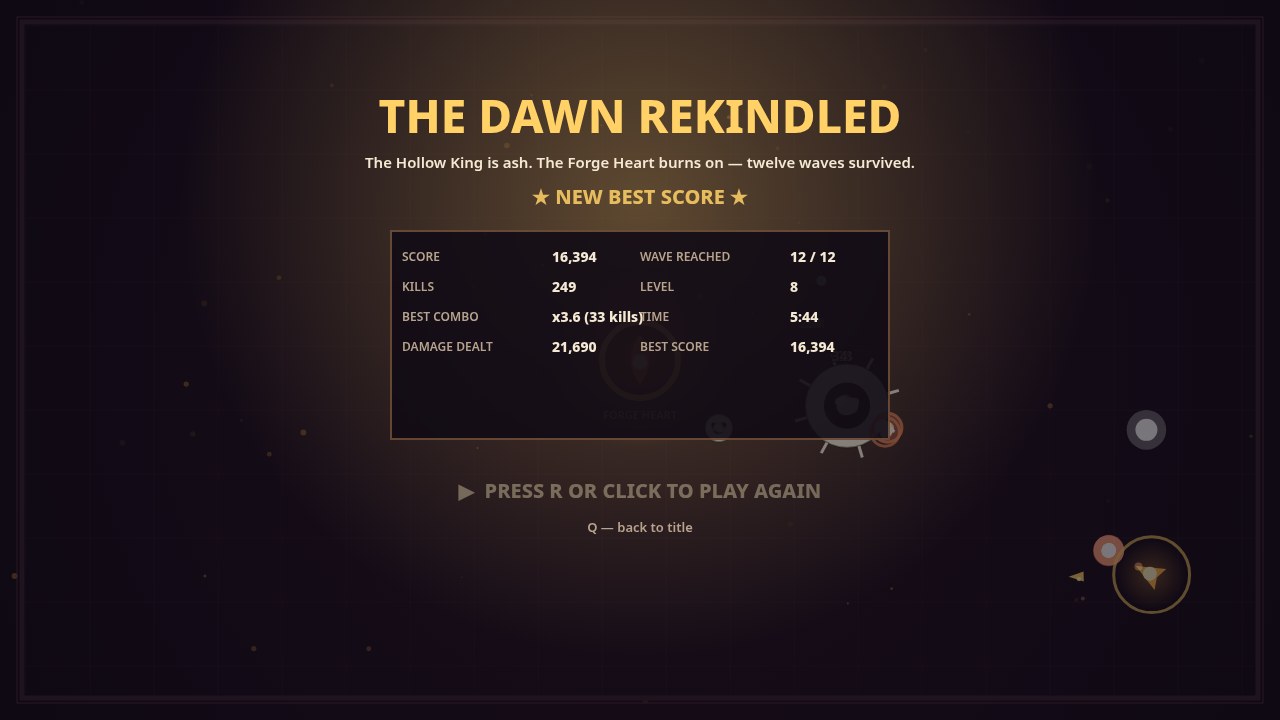 THE DAWN REKINDLED
The Hollow King is ash. The Forge Heart burns on — twelve waves survived.
★ NEW BEST SCORE ★
SCORE 16,394 WAVE REACHED 12 / 12
KILLS 249 LEVEL 8
BEST COMBO x3.6 (33 kills) TIME 5:44
DAMAGE DEALT 21,690 BEST SCORE 16,394
FORGE HEART
▶ PRESS R OR CLICK TO PLAY AGAIN
Q — back to title